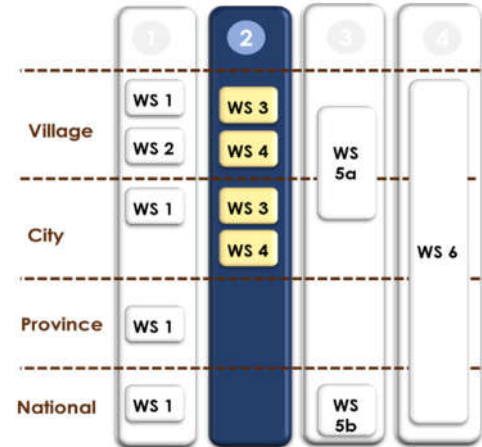 1 2 3 4
Village
WS 1
WS 2
WS 3
WS 4
WS
5a
City
WS 1
WS 3
WS 4
WS 6
Province
WS 1
National
WS 1
WS
5b